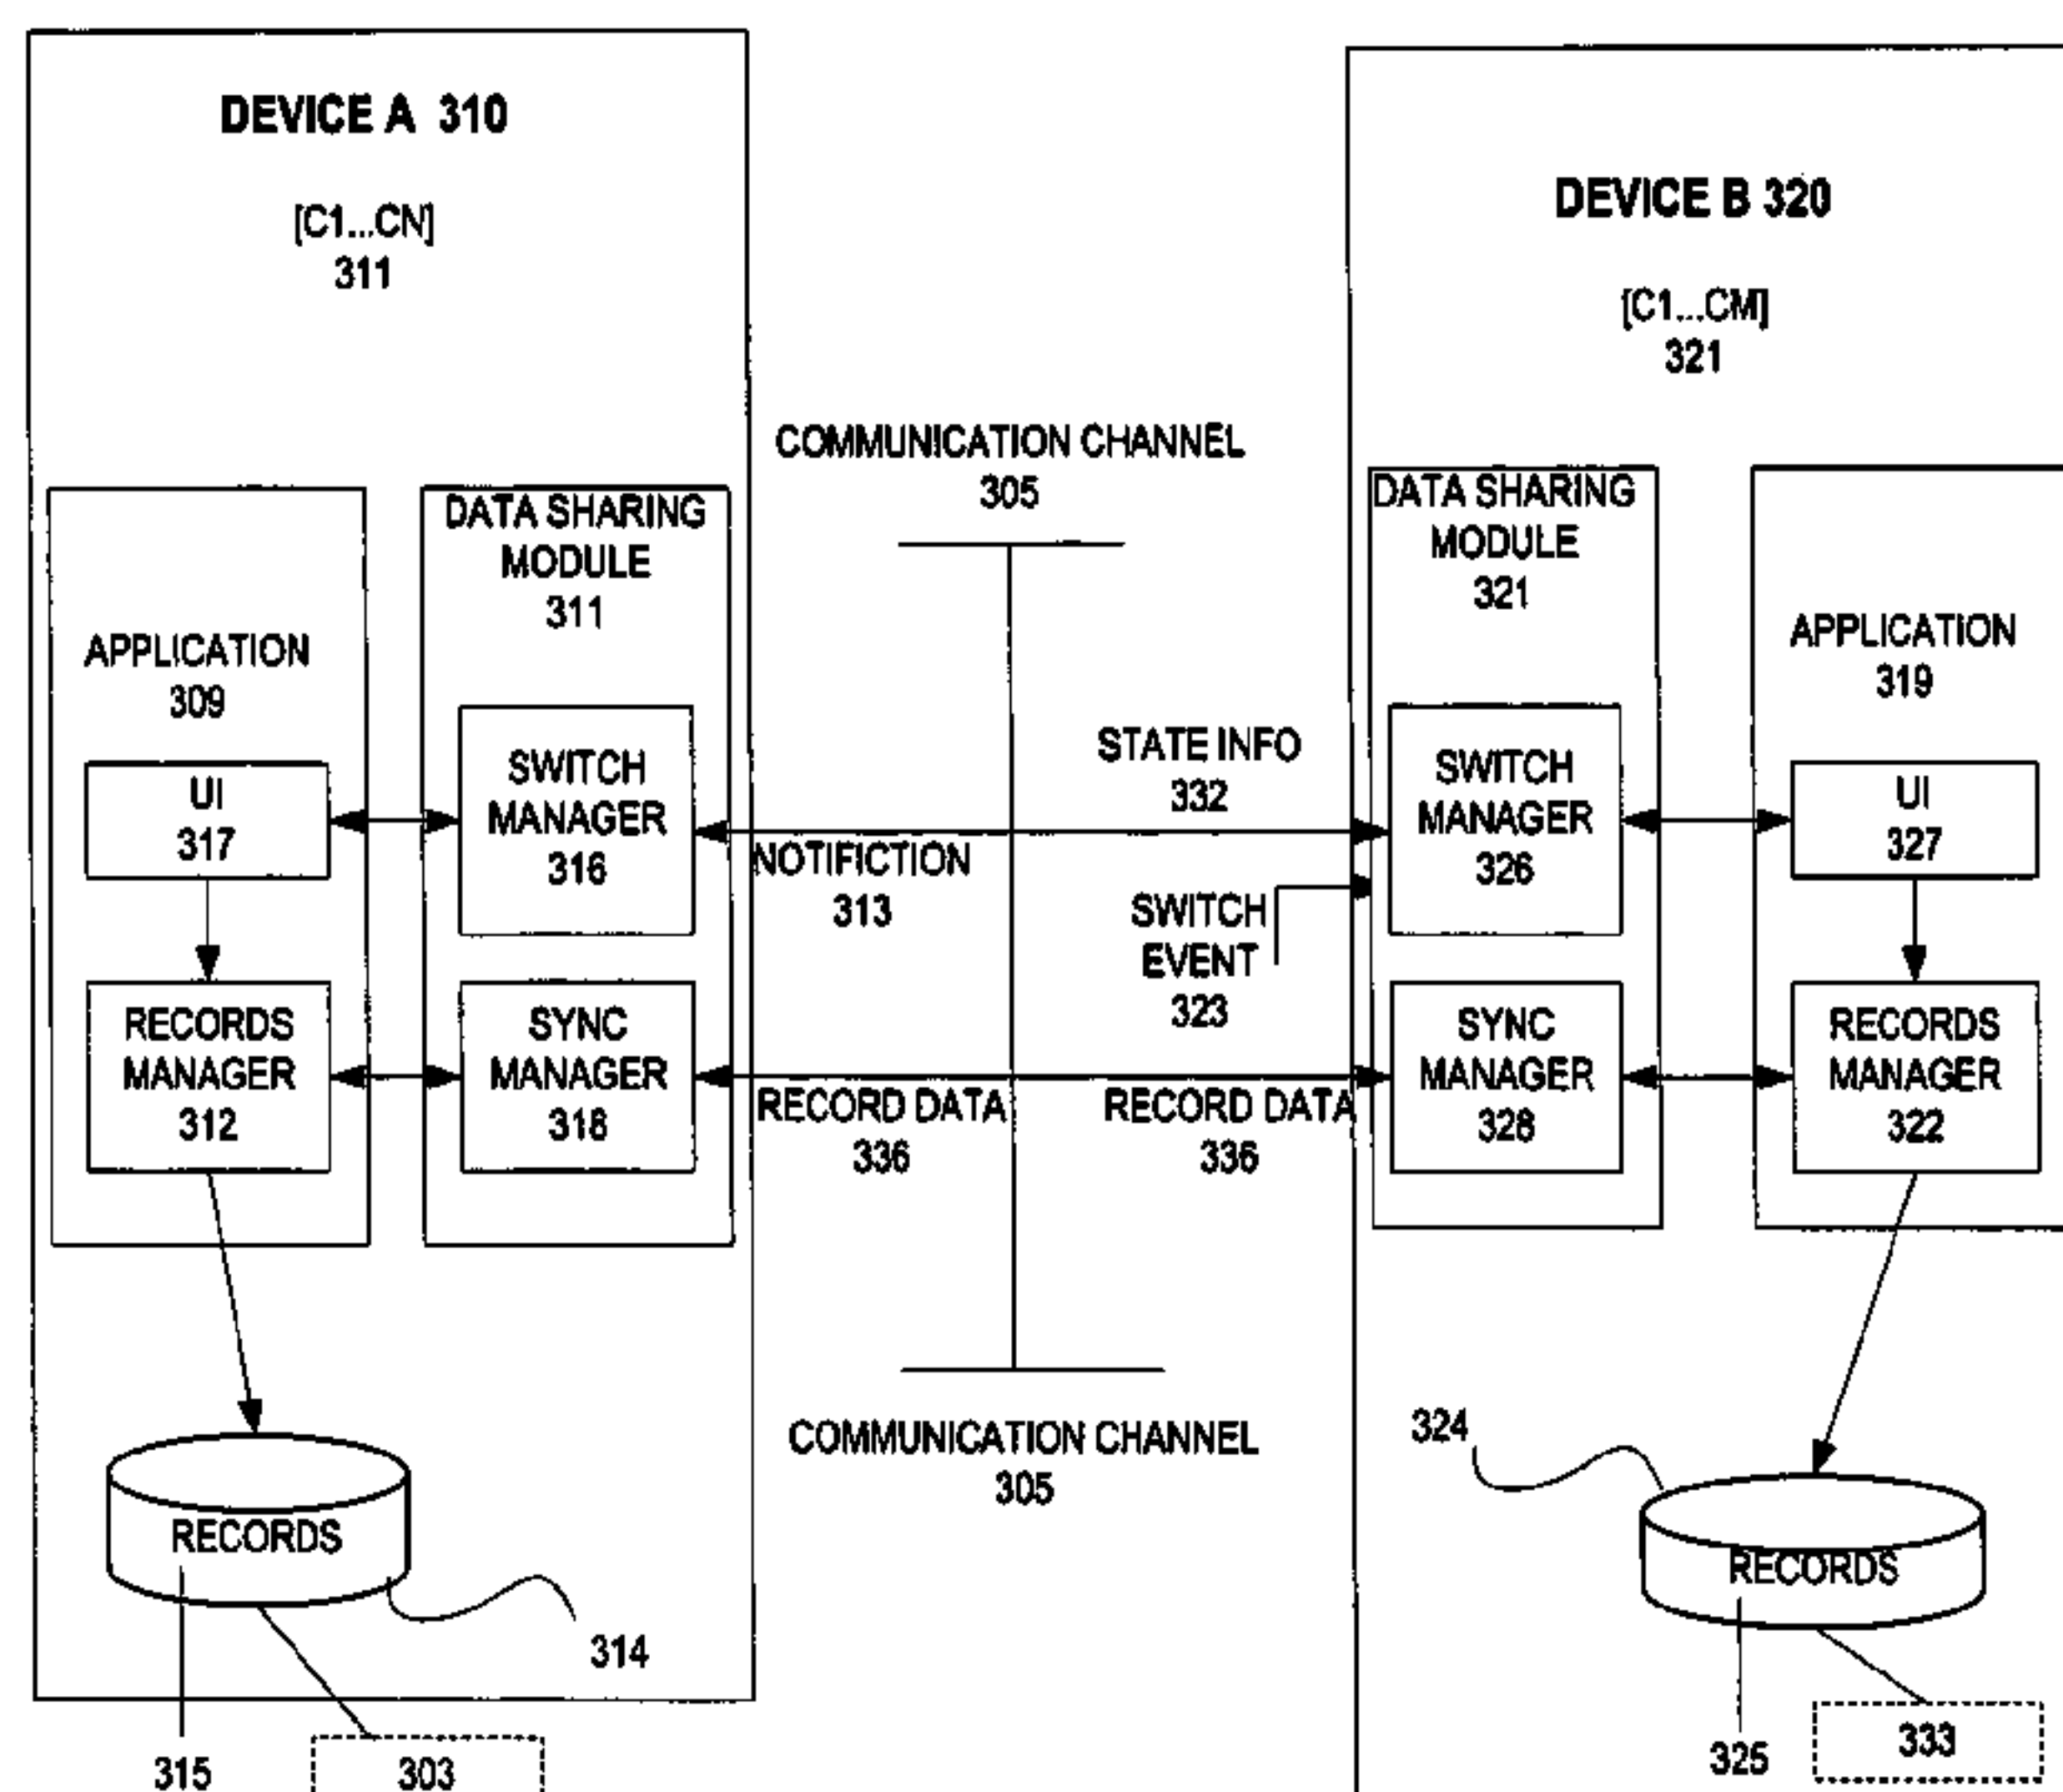 DEVICE A 310
[C1...CN]
311
DEVICE B 320
[C1...CM]
321
COMMUNICATION CHANNEL
305
DATA SHARING
MODULE
311
APPLICATION
309
UI
317
SWITCH
MANAGER
316
RECORDS
MANAGER
312
SYNC
MANAGER
318
STATE INFO
332
NOTIFICTION
313
SWITCH
EVENT
323
RECORD DATA
336
RECORD DATA
336
DATA SHARING
MODULE
321
APPLICATION
319
SWITCH
MANAGER
326
UI
327
SYNC
MANAGER
328
RECORDS
MANAGER
322
COMMUNICATION CHANNEL
305
RECORDS
314
315
303
324
RECORDS
325
333